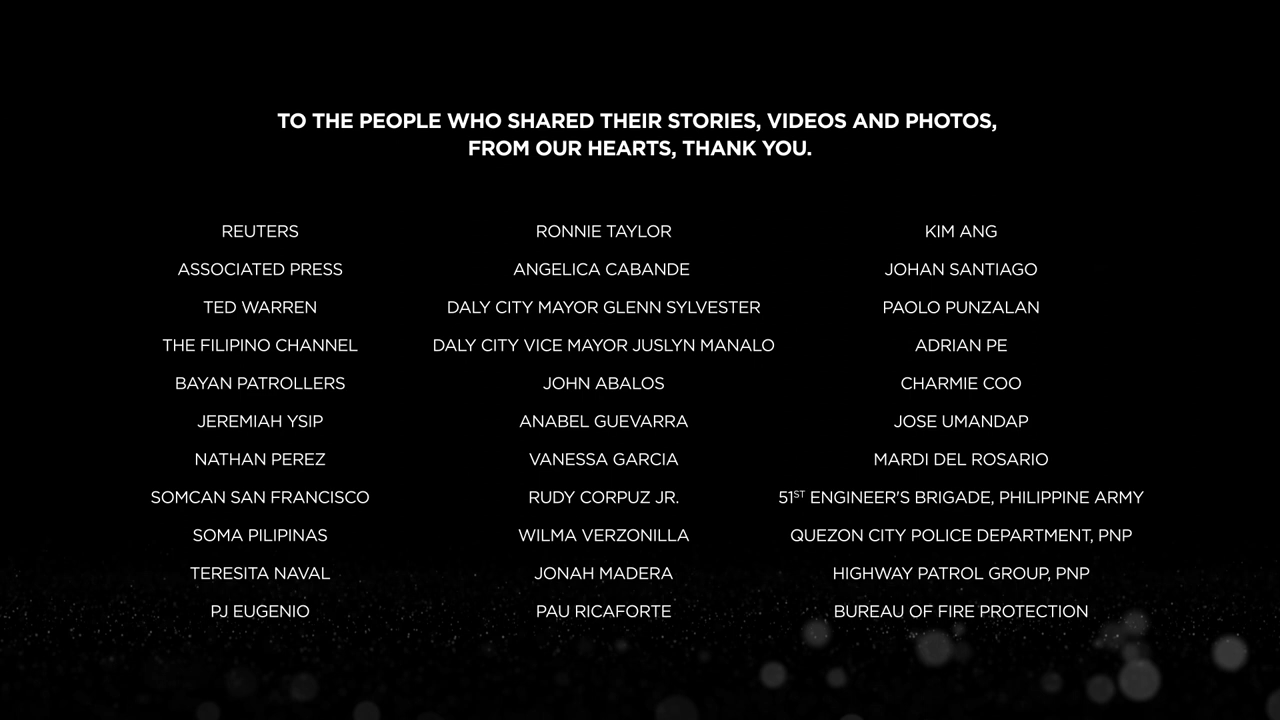 TO THE PEOPLE WHO SHARED THEIR STORIES, VIDEOS AND PHOTOS,
FROM OUR HEARTS, THANK YOU.
REUTERS
ASSOCIATED PRESS
TED WARREN
THE FILIPINO CHANNEL
BAYAN PATROLLERS
JEREMIAH YSIP
NATHAN PEREZ
SOMCAN SAN FRANCISCO
SOMA PILIPINAS
TERESITA NAVAL
PJ EUGENIO
RONNIE TAYLOR
ANGELICA CABANDE
DALY CITY MAYOR GLENN SYLVESTER
DALY CITY VICE MAYOR JUSLYN MANALO
JOHN ABALOS
ANABEL GUEVARRA
VANESSA GARCIA
RUDY CORPUZ JR.
WILMA VERZONILLA
JONAH MADERA
PAU RICAFORTE
KIM ANG
JOHAN SANTIAGO
PAOLO PUNZALAN
ADRIAN PE
CHARMIE COO
JOSE UMANDAP
MARDI DEL ROSARIO
51ST ENGINEER'S BRIGADE, PHILIPPINE ARMY
QUEZON CITY POLICE DEPARTMENT, PNP
HIGHWAY PATROL GROUP, PNP
BUREAU OF FIRE PROTECTION